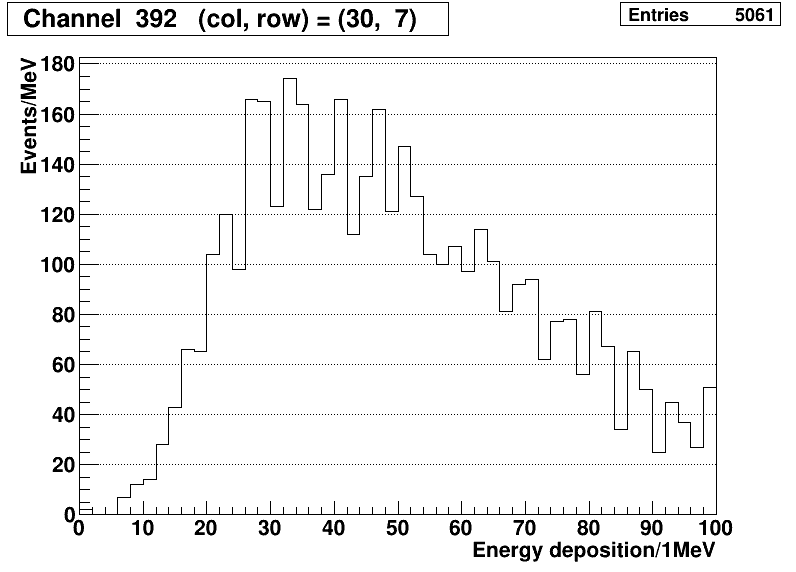 Channel 392 (col, row) = (30, 7)
Entries 5061
Events/MeV
180
160
140
120
100
80
60
40
20
0
0 10 20 30 40 50 60 70 80 90 100
Energy deposition/1MeV